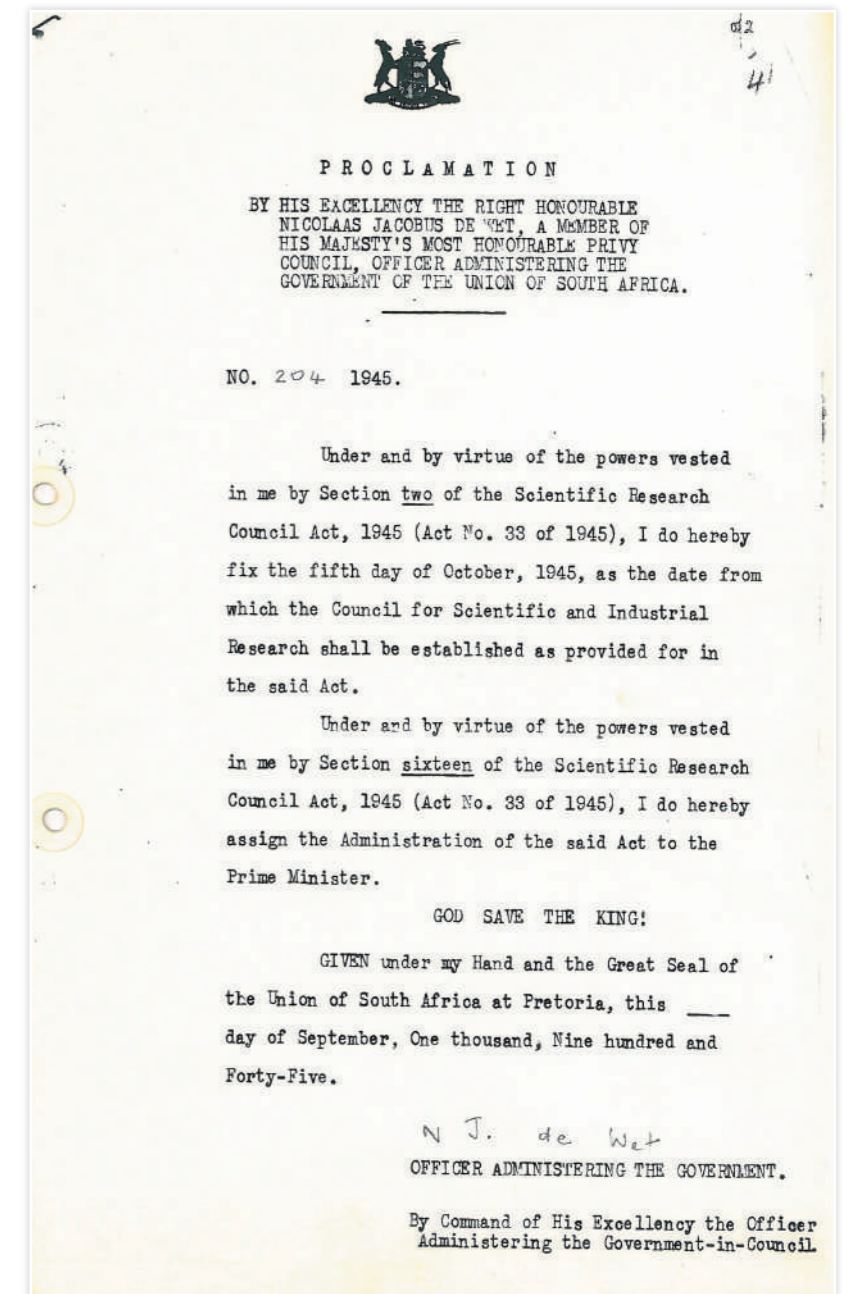 41
PROCLAMATION
BY HIS EXCELLENCY THE RIGHT HONOURABLE
NICOLAAS JACOBUS DE WET, A MEMBER OF
HIS MAJESTY'S MOST HONOURABLE PRIVY
COUNCIL, OFFICER ADMINISTERING THE
GOVERNMENT OF THE UNION OF SOUTH AFRICA.
NO. 204 1945.
Under and by virtue of the powers vested
in me by Section two of the Scientific Research
Council Act, 1945 (Act No. 33 of 1945), I do hereby
fix the fifth day of October, 1945, as the date from
which the Council for Scientific and Industrial
Research shall be established as provided for in
the said Act.
Under and by virtue of the powers vested
in me by Section sixteen of the Scientific Research
Council Act, 1945 (Act No. 33 of 1945), I do hereby
assign the Administration of the said Act to the
Prime Minister.
GOD SAVE THE KING!
GIVEN under my Hand and the Great Seal of
the Union of South Africa at Pretoria, this ___
day of September, One thousand, Nine hundred and
Forty-Five.
N J. de Wet
OFFICER ADMINISTERING THE GOVERNMENT.
By Command of His Excellency the Officer
Administering the Government-in-Council